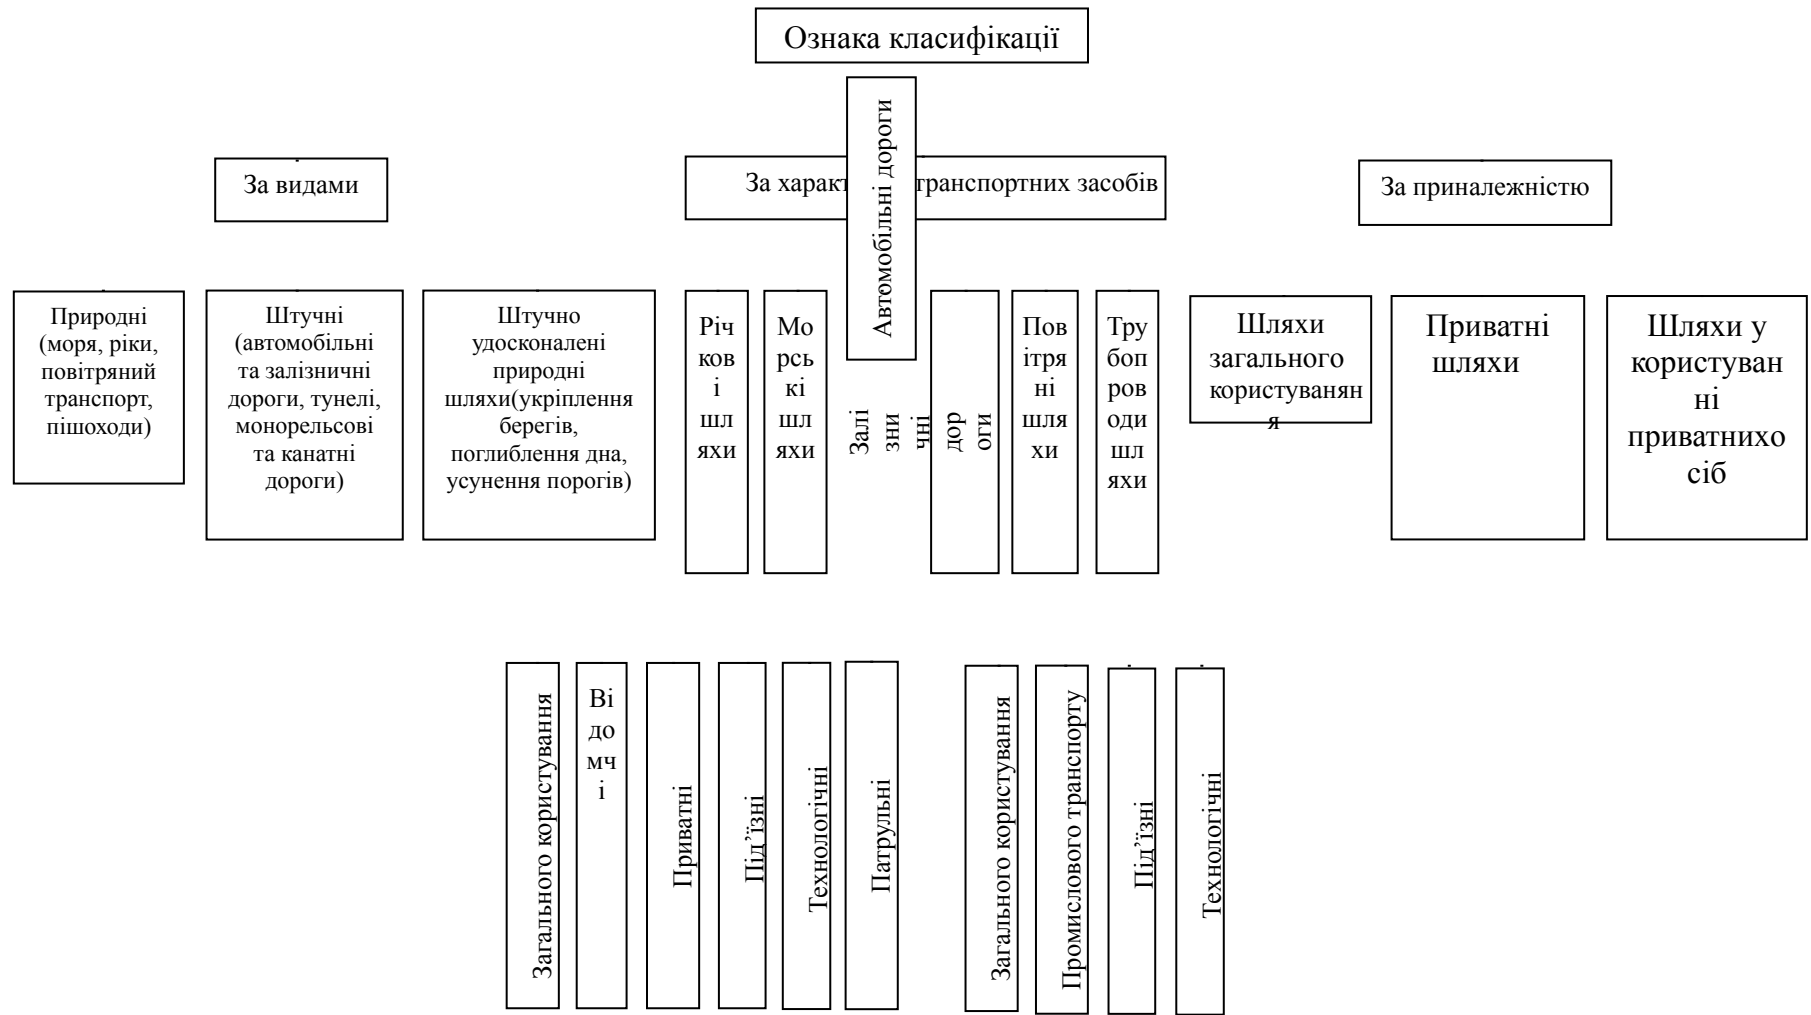 Ознака класифікації
За видами
За харак
транспортних засобів
За приналежністю
Природні
(моря, ріки,
повітряний
транспорт,
пішоходи)
Штучні
(автомобільні
та залізничні
дороги, тунелі,
монорельсові
та канатні
дороги)
Штучно
удосконалені
природні
шляхи(укріплення
берегів,
поглиблення дна,
усунення порогів)
Річ
ков
і
шл
яхи
Мо
рсь
кі
шл
яхи
Автомобільні дороги
Залі
зни
чні
дор
оги
Пов
ітря
ні
шля
хи
Тру
боп
ров
оди
шл
яхи
Шляхи
загального
користуванян
я
Приватні
шляхи
Шляхи у
користуван
ні
приватнихо
сіб
Загального користування
Ві
до
мч
і
Приватні
Під’їзні
Технологічні
Патрульні
Загального користування
Промислового транспорту
Під’їзні
Технологічні